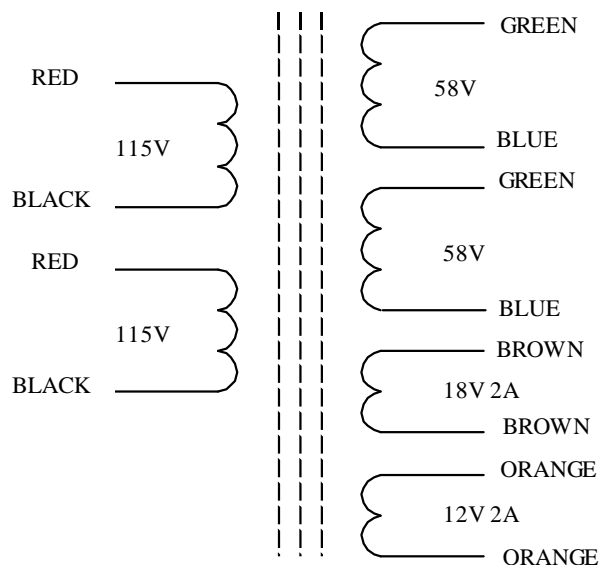 RED
115V
BLACK
RED
115V
BLACK
GREEN
58V
BLUE
GREEN
58V
BLUE
BROWN
18V 2A
BROWN
ORANGE
12V 2A
ORANGE